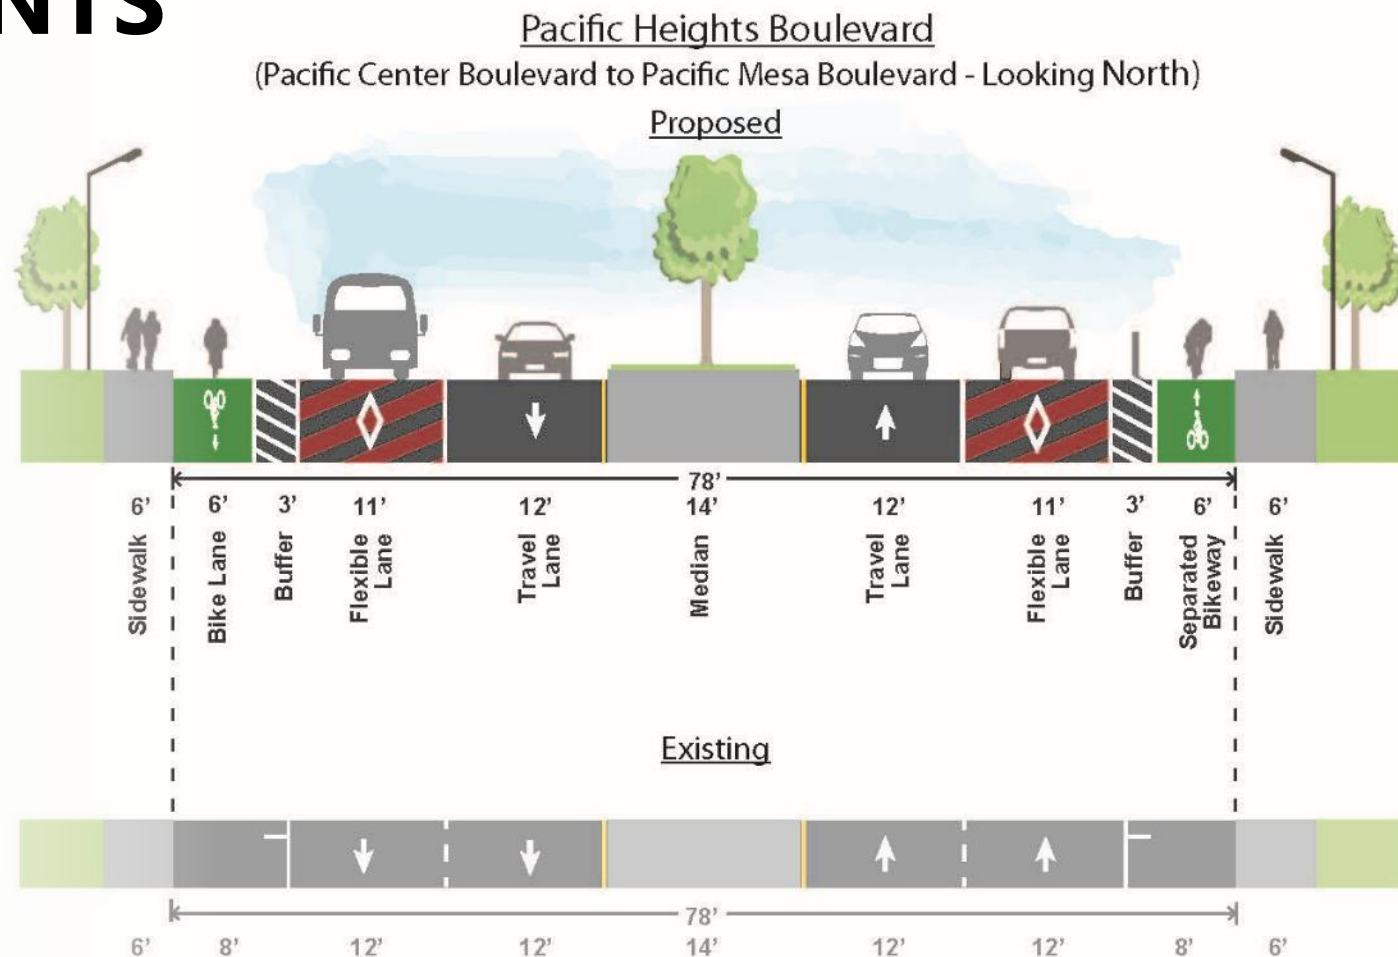 NTS
Pacific Heights Boulevard
(Pacific Center Boulevard to Pacific Mesa Boulevard - Looking North)
Proposed
78'
6' 6' 3' 11' 12' 14' 12' 11' 3' 6' 6'
Sidewalk
Bike Lane
Buffer
Flexible
Lane
Travel
Lane
Median
Travel
Lane
Flexible
Lane
Buffer
Separated
Bikeway
Sidewalk
Existing
78'
6' 8' 12' 12' 14' 12' 12' 8' 6'